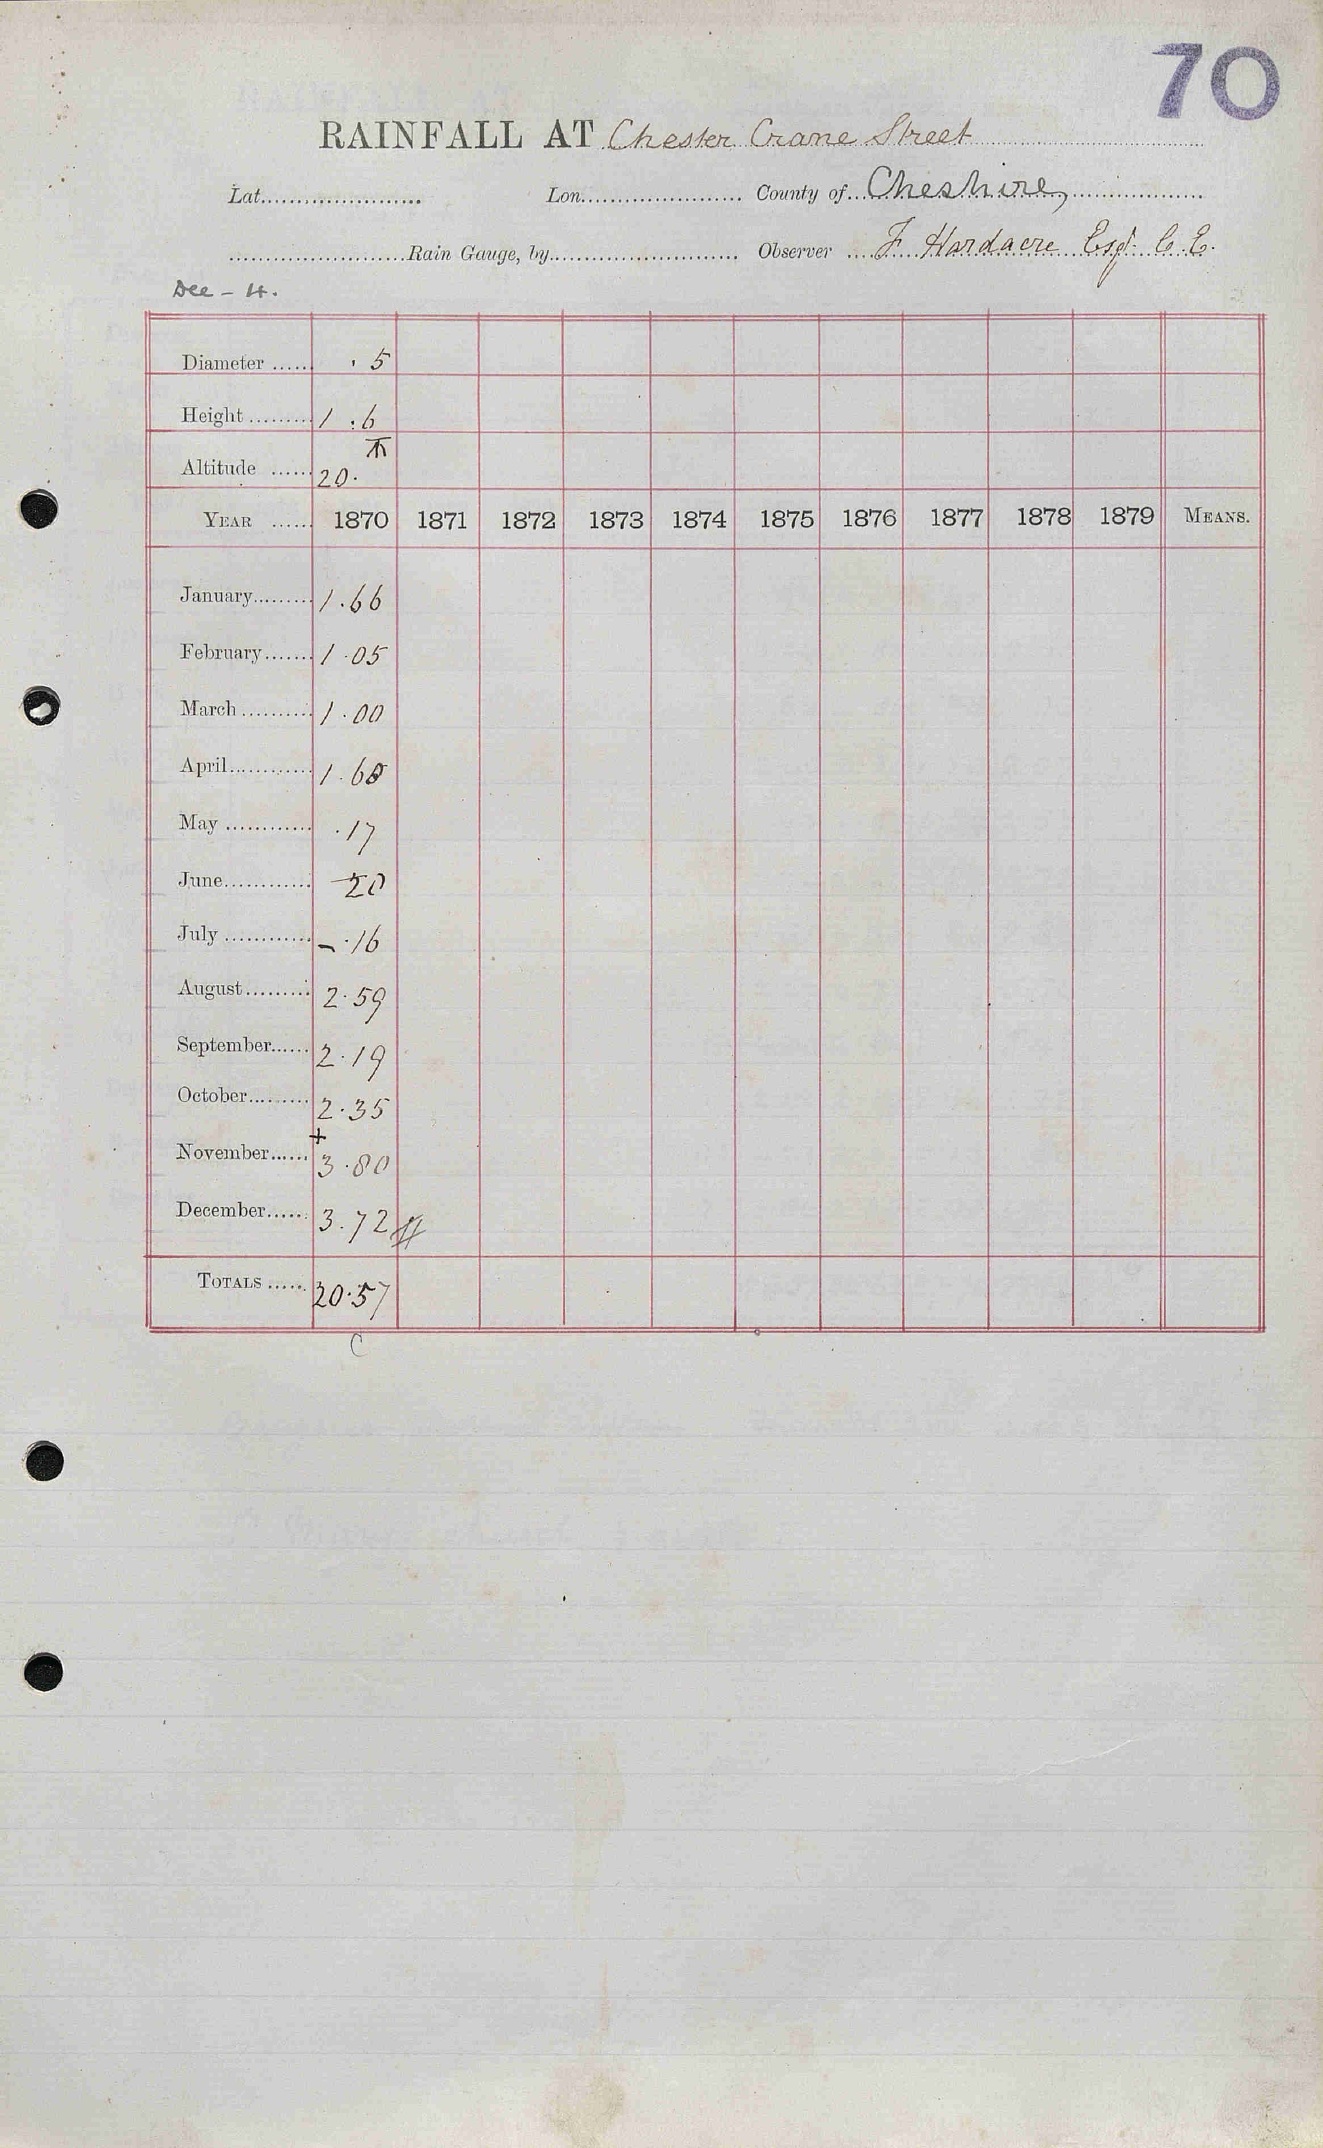 70
RAINFALL AT Chester Crane Street
Lat. Lon. County of Cheshire
Rain Gauge, by Observer F Hardacre Esqr. C.E.
Dee - 4.
Diameter ..... · 5
Height ......... 1 . 6
Altitude ...... 20. T
YEAR ...... 1870 1871 1872 1873 1874 1875 1876 1877 1878 1879 MEANS.
January......... 1.66
February....... 1.05
March .......... 1.00
April............ 1.68
May ............ .17
June............ 20
July ............ - .16
August......... 2.59
September...... 2.19
October......... 2.35
+
November...... 3.80
December..... 3.72 #
TOTALS ..... 20.57
C